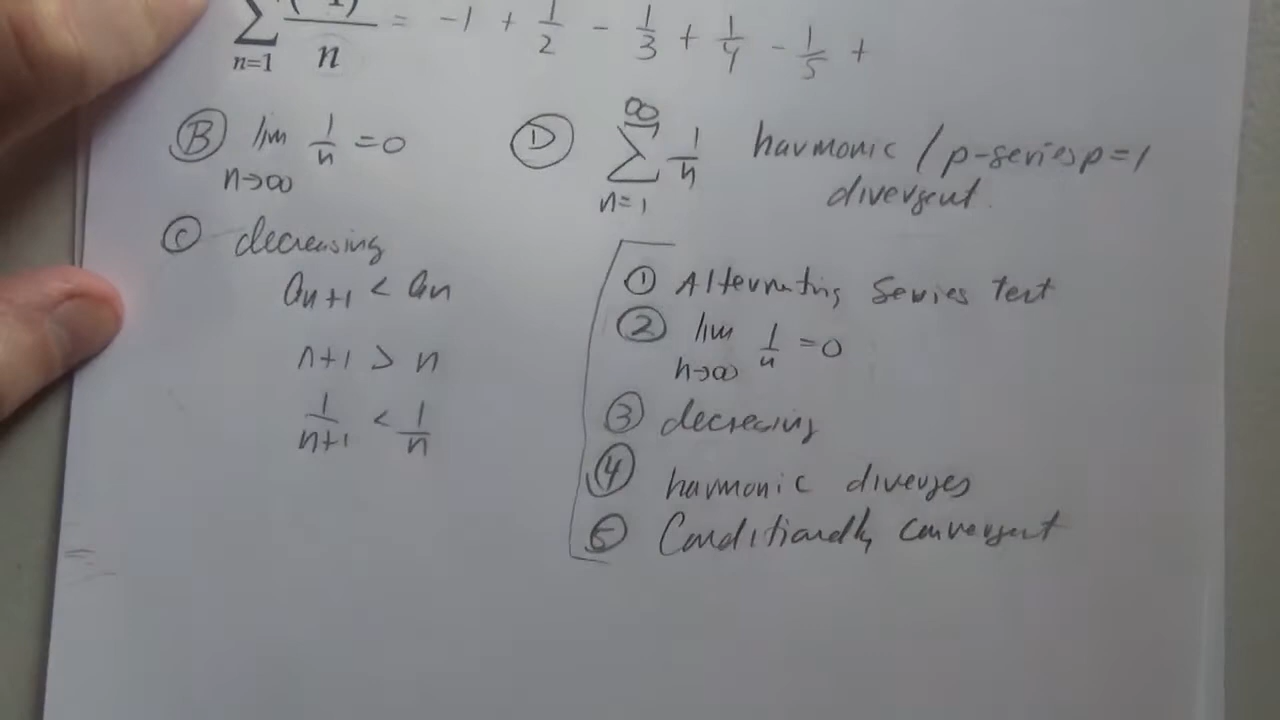 ∑ n=1 (-1) / n = -1 + 1/2 - 1/3 + 1/4 - 1/5 +
Ⓑ lim n→∞ 1/n = 0
Ⓒ decreasing
an+1 < an
n+1 > n
1/n+1 < 1/n
Ⓓ ∞ ∑ n=1 1/n harmonic / p-series p=1
divergent.
① Alternating Series test
② lim n→∞ 1/n = 0
③ decreasing
④ harmonic diverges
⑤ Conditionally convergent